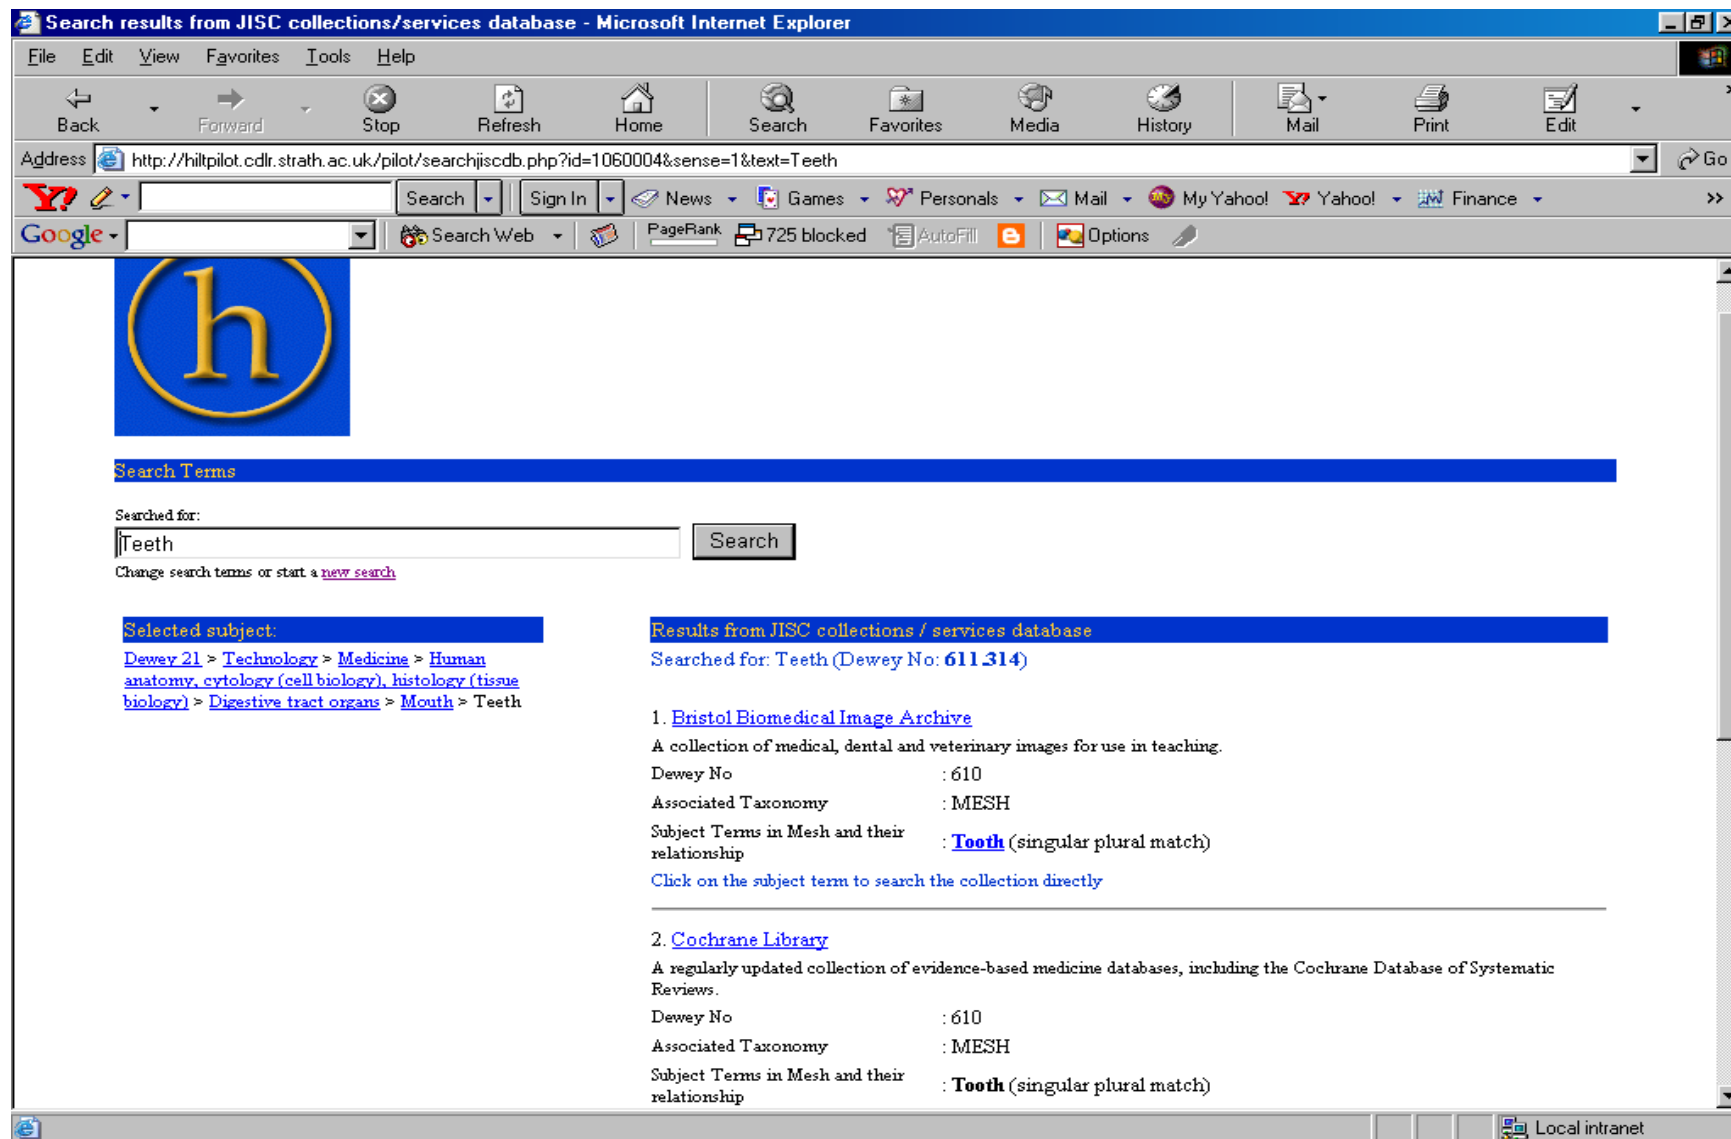 Search results from JISC collections/services database - Microsoft Internet Explorer
File Edit View Favorites Tools Help
Back Forward Stop Refresh Home Search Favorites Media History Mail Print Edit
Address http://hiltpilot.cdlr.strath.ac.uk/pilot/searchjiscdb.php?id=1060004&sense=1&text=Teeth Go
Y? Search Sign In News Games Personals Mail My Yahoo! Y? Yahoo! Finance >>
Google Search Web PageRank 725 blocked AutoFill Options
h
Search Terms
Searched for:
Teeth Search
Change search terms or start a new search
Selected subject:
Dewey 21 > Technology > Medicine > Human
anatomy, cytology (cell biology), histology (tissue
biology) > Digestive tract organs > Mouth > Teeth
Results from JISC collections / services database
Searched for: Teeth (Dewey No: 611.314)
1. Bristol Biomedical Image Archive
A collection of medical, dental and veterinary images for use in teaching.
Dewey No : 610
Associated Taxonomy : MESH
Subject Terms in Mesh and their
relationship : Tooth (singular plural match)
Click on the subject term to search the collection directly
2. Cochrane Library
A regularly updated collection of evidence-based medicine databases, including the Cochrane Database of Systematic
Reviews.
Dewey No : 610
Associated Taxonomy : MESH
Subject Terms in Mesh and their
relationship : Tooth (singular plural match)
Local intranet